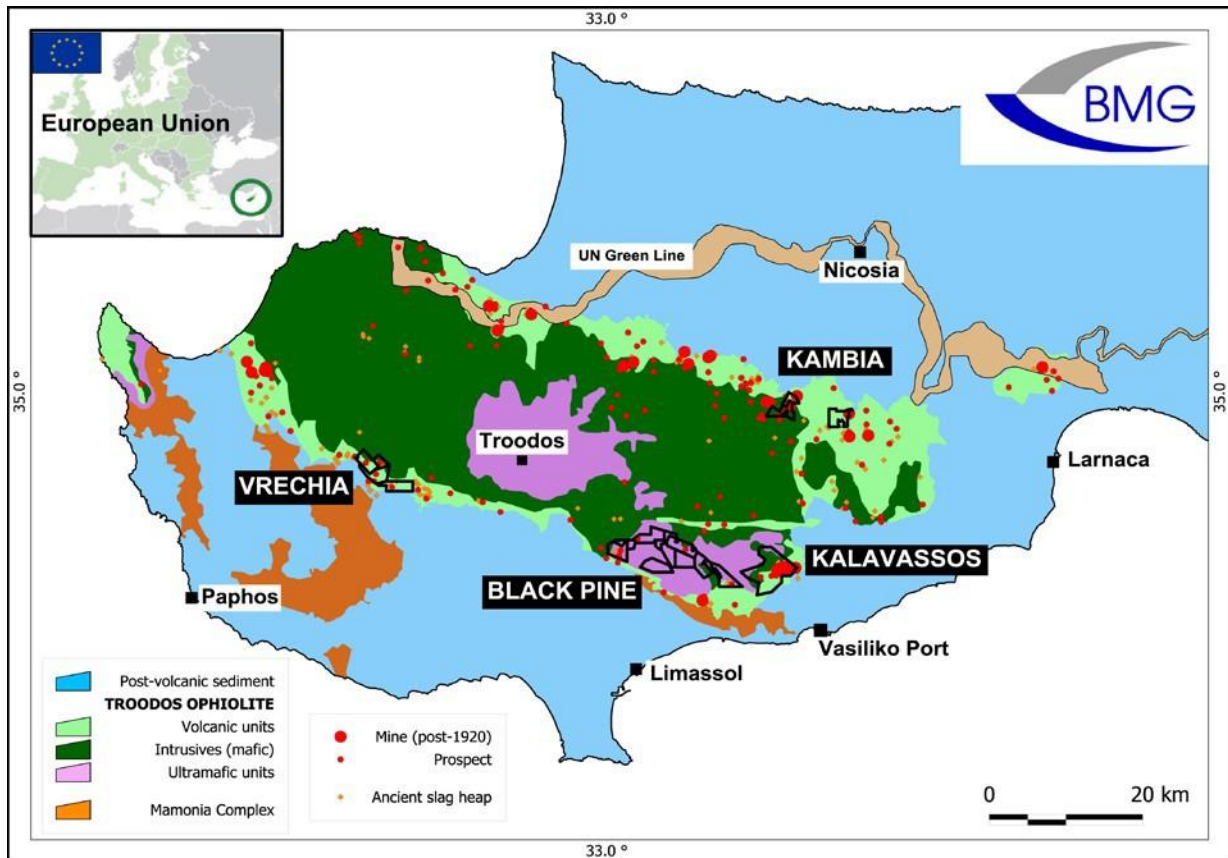 33.0 °
European Union
BMG
UN Green Line
Nicosia
KAMBIA
35.0 °
35.0 °
Troodos
Larnaca
VRECHIA
KALAVASSOS
BLACK PINE
Paphos
Vasiliko Port
Limassol
Post-volcanic sediment
TROODOS OPHIOLITE
Volcanic units
Intrusives (mafic)
Ultramafic units
Mamonia Complex
Mine (post-1920)
Prospect
Ancient slag heap
0 20 km
33.0 °